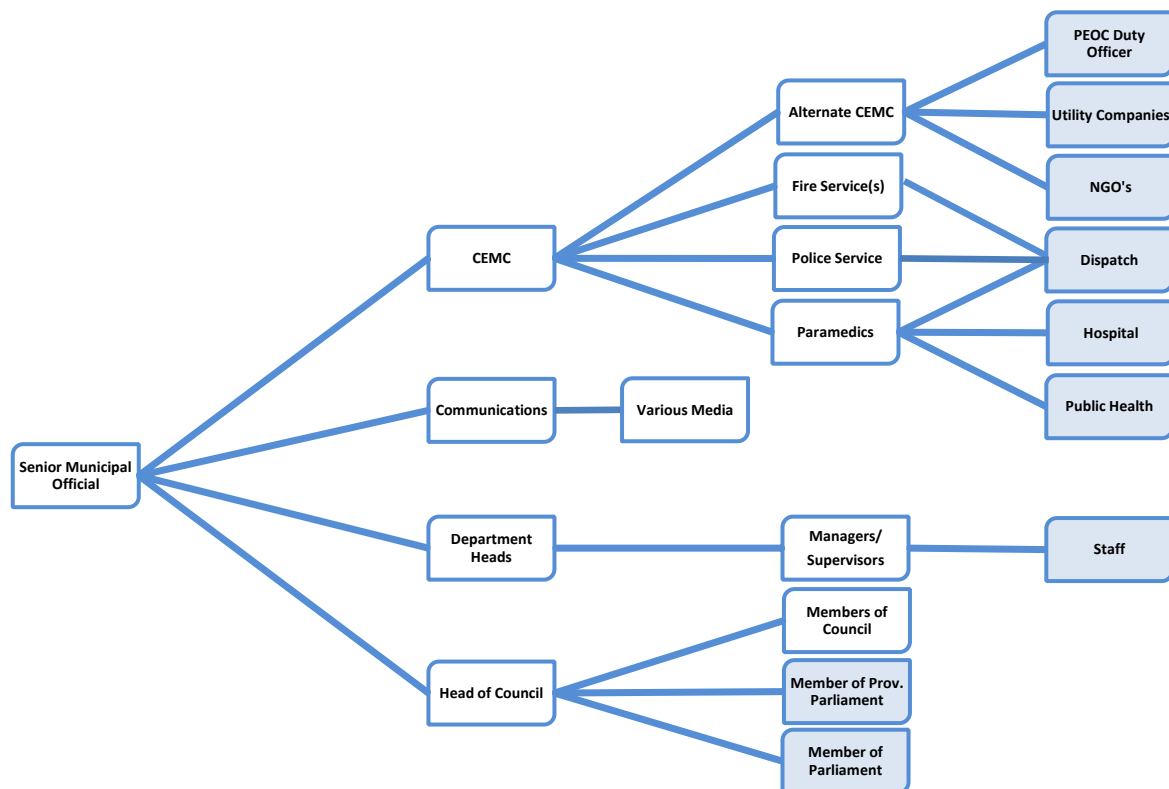 PEOC Duty
Officer
Alternate CEMC
Utility Companies
Fire Service(s)
NGO's
CEMC
Police Service
Dispatch
Paramedics
Hospital
Communications
Various Media
Public Health
Senior Municipal
Official
Department
Heads
Managers/
Supervisors
Staff
Members of
Council
Head of Council
Member of Prov.
Parliament
Member of
Parliament